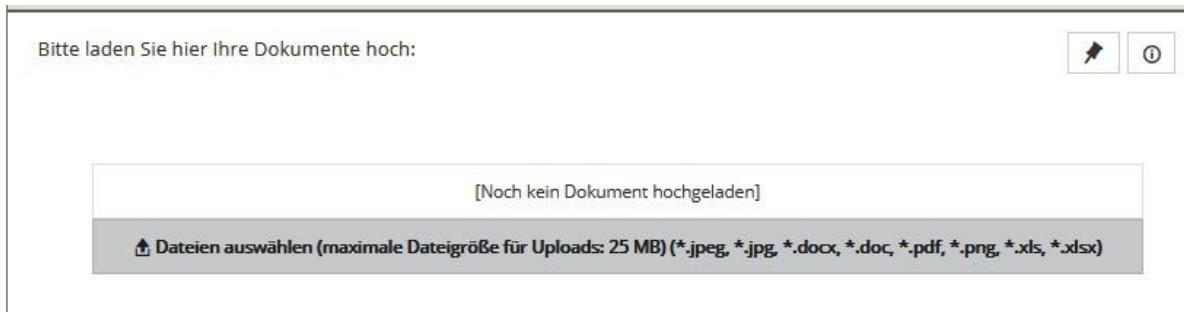 Bitte laden Sie hier Ihre Dokumente hoch:
[Noch kein Dokument hochgeladen]
Dateien auswählen (maximale Dateigröße für Uploads: 25 MB) (*.jpeg, *.jpg, *.docx, *.doc, *.pdf, *.png, *.xls, *.xlsx)